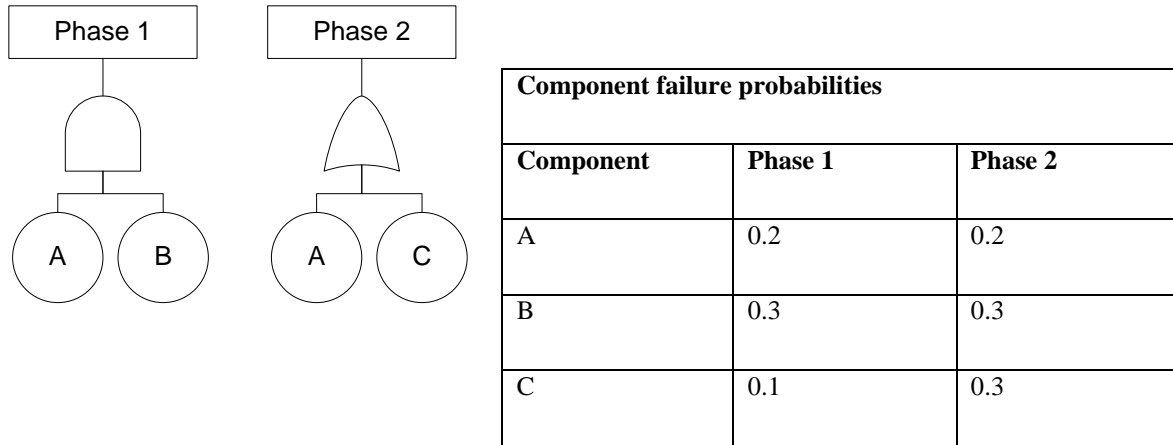 Phase 1
Phase 2
A
B
A
C
Component failure probabilities
Component Phase 1 Phase 2
A 0.2 0.2
B 0.3 0.3
C 0.1 0.3